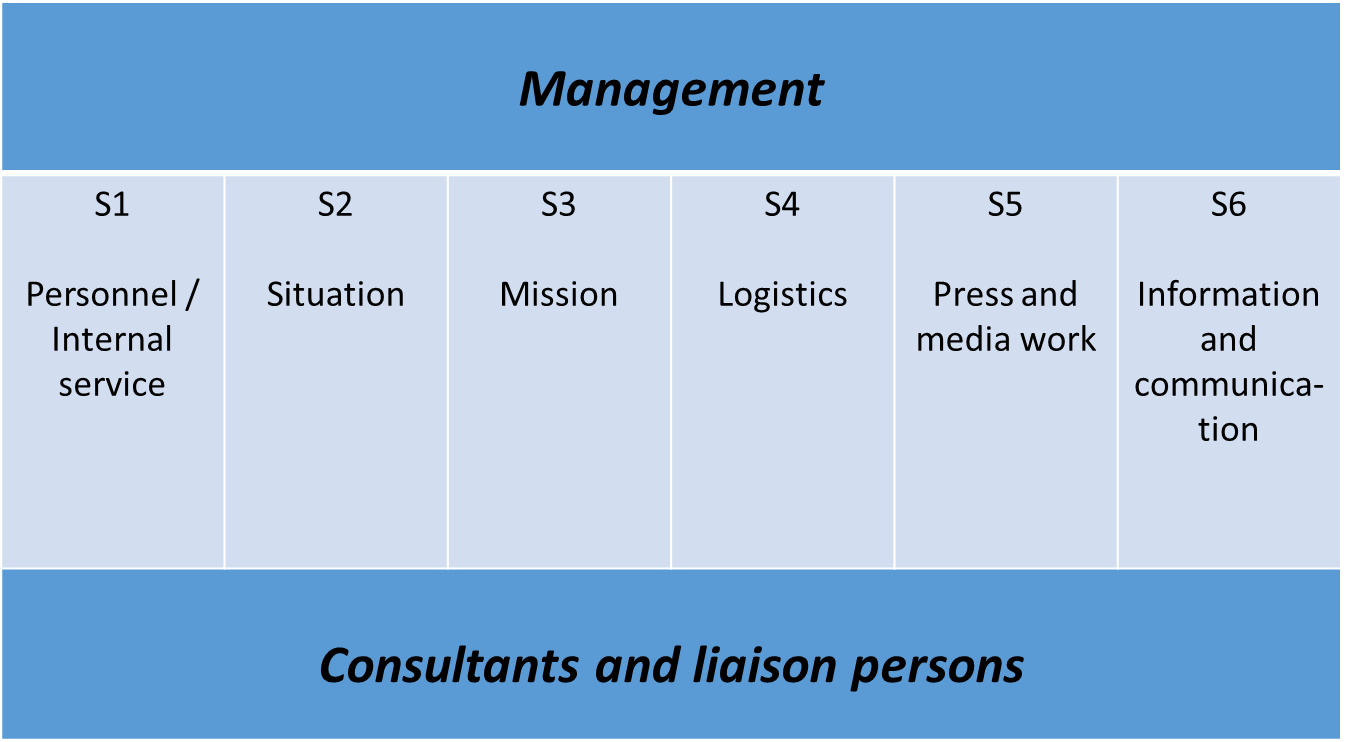 Management
S1
Personnel /
Internal
service
S2
Situation
S3
Mission
S4
Logistics
S5
Press and
media work
S6
Information
and
communica-
tion
Consultants and liaison persons